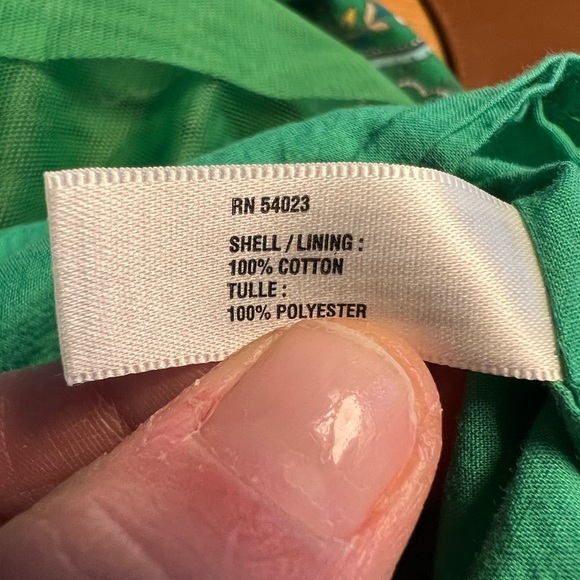 RN 54023
SHELL / LINING :
100% COTTON
TULLE :
100% POLYESTER